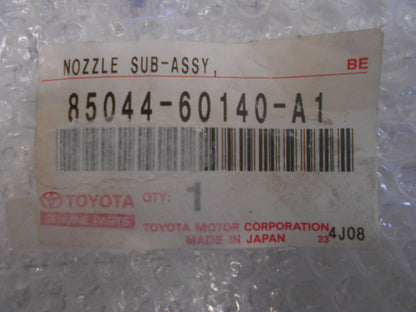 NOZZLE SUB-ASSY, BE
85044-60140-A1
TOYOTA QTY: 1
GENUINE PARTS
TOYOTA MOTOR CORPORATION
MADE IN JAPAN 23 4J08